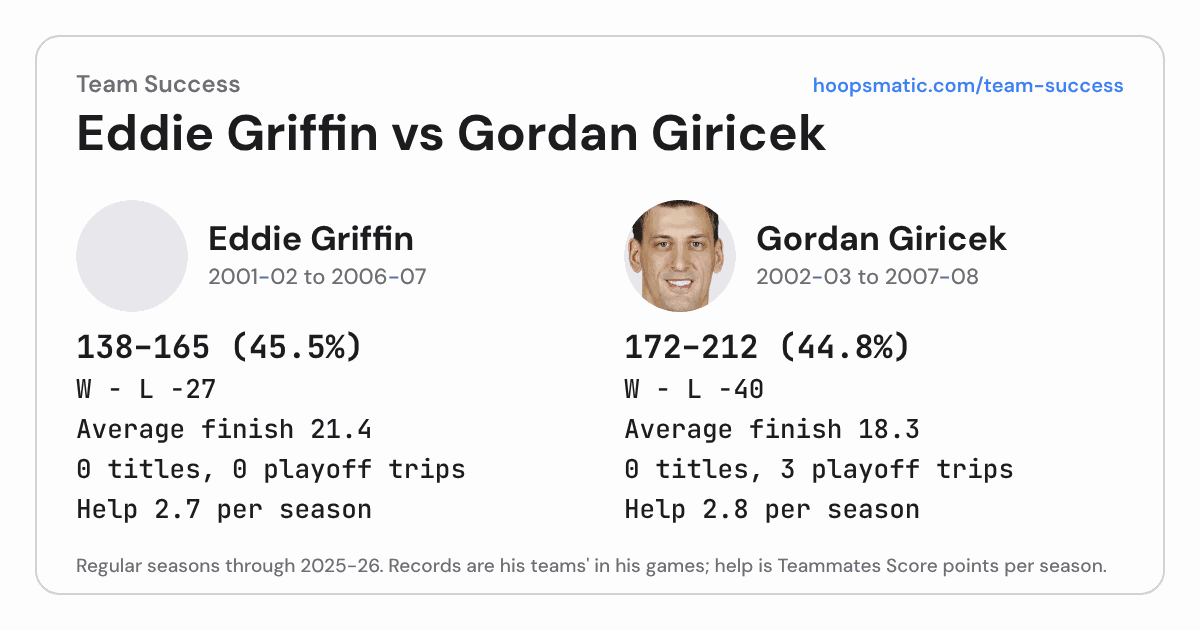 Team Success
hoopsmatic.com/team-success
Eddie Griffin vs Gordan Giricek
Eddie Griffin
2001-02 to 2006-07
138-165 (45.5%)
W - L -27
Average finish 21.4
0 titles, 0 playoff trips
Help 2.7 per season
Gordan Giricek
2002-03 to 2007-08
172-212 (44.8%)
W - L -40
Average finish 18.3
0 titles, 3 playoff trips
Help 2.8 per season
Regular seasons through 2025-26. Records are his teams' in his games; help is Teammates Score points per season.